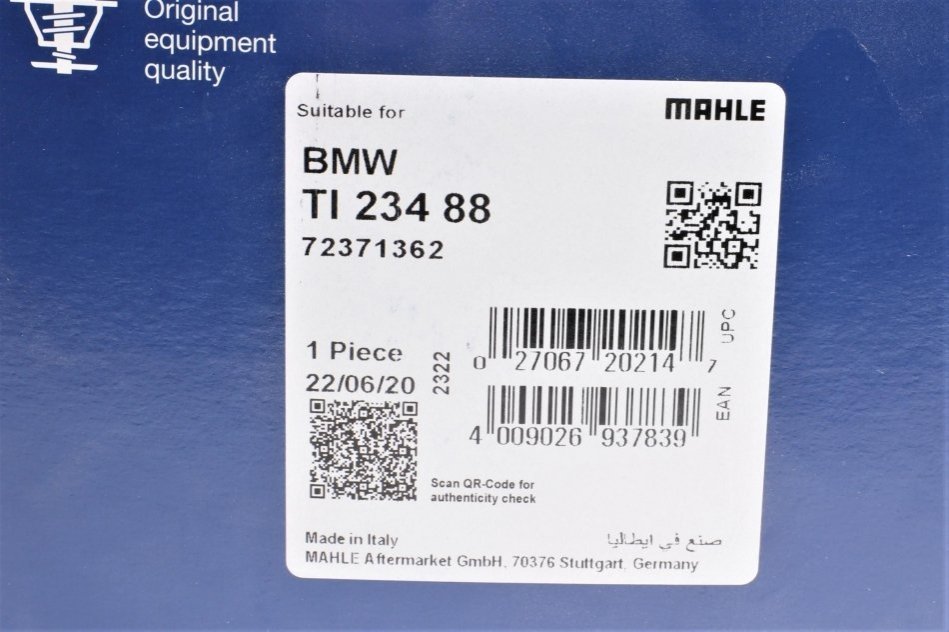 Original
equipment
quality
Suitable for
MAHLE
BMW
TI 234 88
72371362
UPC
0 27067 20214 7
1 Piece
22/06/20
2322
EAN
4 009026 937839
Scan QR-Code for
authenticity check
Made in Italy
صنع في ايطاليا
MAHLE Aftermarket GmbH, 70376 Stuttgart, Germany